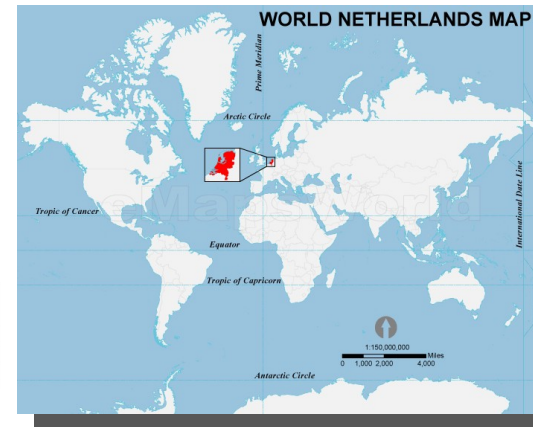 WORLD NETHERLANDS MAP
Prime Meridian
Arctic Circle
International Date Line
eMapsWorld
Tropic of Cancer
Equator
Tropic of Capricorn
1:150,000,000
Miles
0 1,000 2,000 4,000
Antarctic Circle